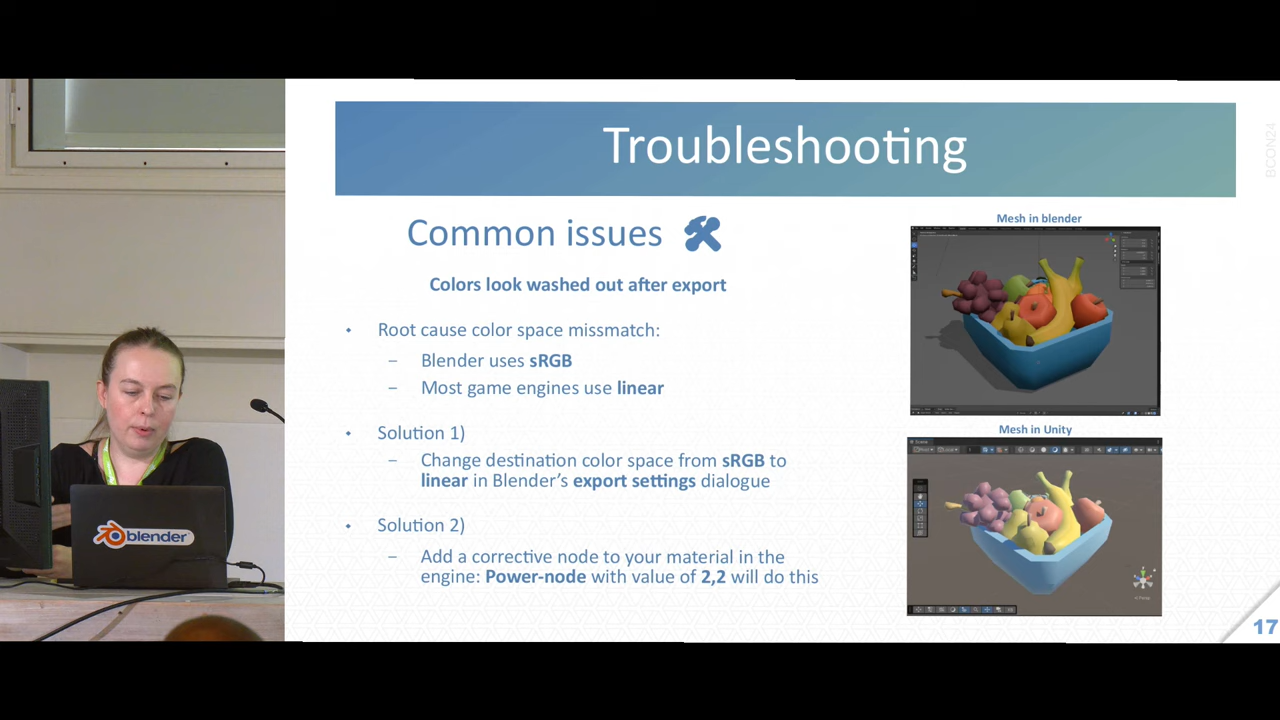 Troubleshooting
BCON24
Common issues
Mesh in blender
Colors look washed out after export
• Root cause color space missmatch:
– Blender uses sRGB
– Most game engines use linear
Mesh in Unity
• Solution 1)
– Change destination color space from sRGB to
linear in Blender's export settings dialogue
• Solution 2)
– Add a corrective node to your material in the
engine: Power-node with value of 2,2 will do this
blender
17